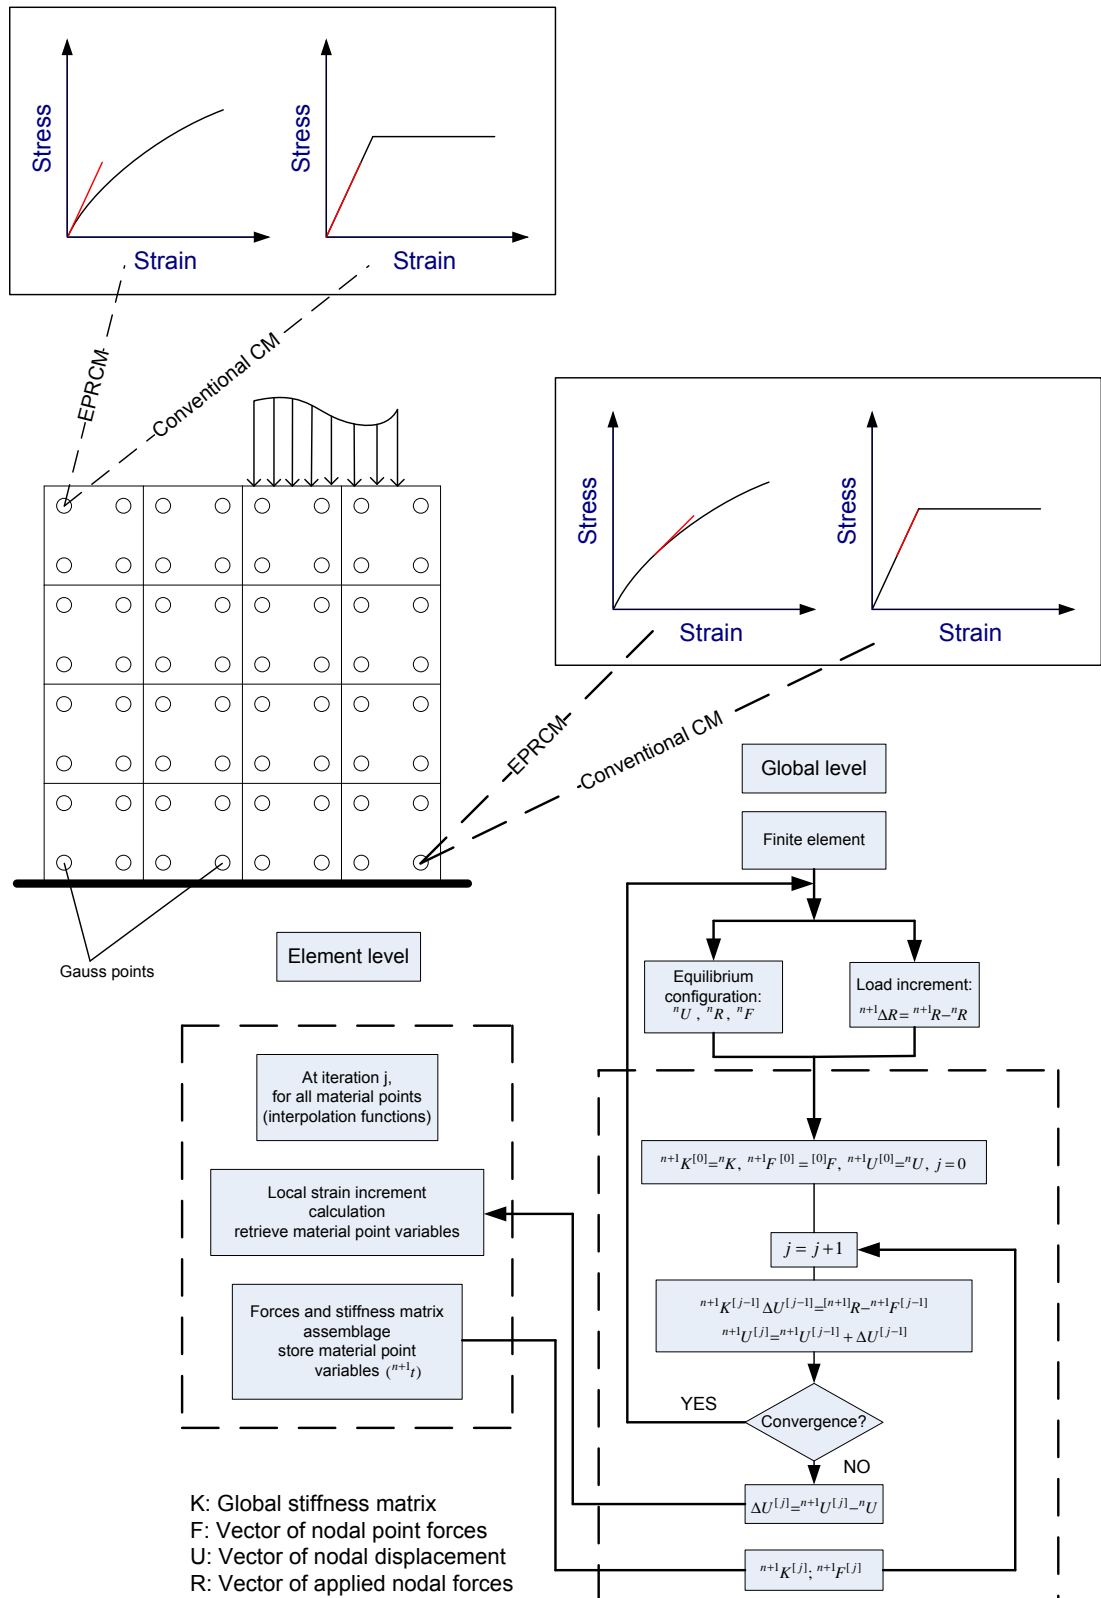 Stress
Strain
Stress
Strain
EPRCM
Conventional CM
Stress
Strain
Stress
Strain
EPRCM
Conventional CM
Gauss points
Element level
Global level
Finite element
Equilibrium
configuration:
ⁿU , ⁿR , ⁿF
Load increment:
ⁿ⁺¹ΔR = ⁿ⁺¹R−ⁿR
At iteration j,
for all material points
(interpolation functions)
Local strain increment
calculation
retrieve material point variables
Forces and stiffness matrix
assemblage
store material point
variables (ⁿ⁺¹t)
ⁿ⁺¹K^[0]=ⁿK, ⁿ⁺¹F^[0] = ^[0]F, ⁿ⁺¹U^[0]=ⁿU, j=0
j = j+1
ⁿ⁺¹K^[j−1] ΔU^[j−1]=^[n+1]R−ⁿ⁺¹F^[j−1]
ⁿ⁺¹U^[j]=ⁿ⁺¹U^[j−1] + ΔU^[j−1]
Convergence?
YES
NO
ΔU^[j]=ⁿ⁺¹U^[j]−ⁿU
ⁿ⁺¹K^[j]; ⁿ⁺¹F^[j]
K: Global stiffness matrix
F: Vector of nodal point forces
U: Vector of nodal displacement
R: Vector of applied nodal forces